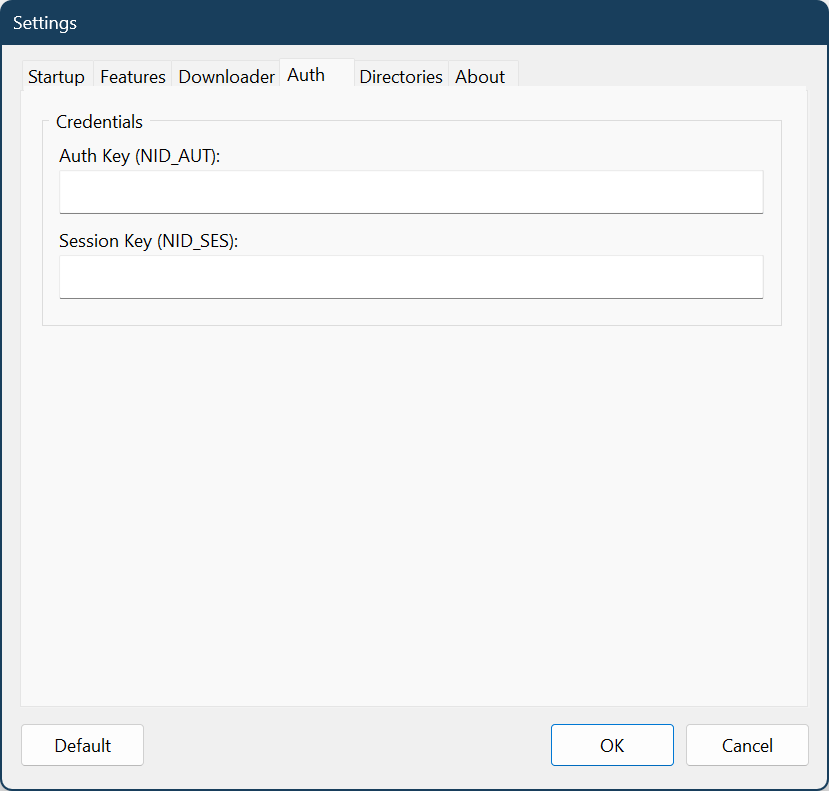 Settings
Startup Features Downloader Auth Directories About
Credentials
Auth Key (NID_AUT):
Session Key (NID_SES):
Default OK Cancel